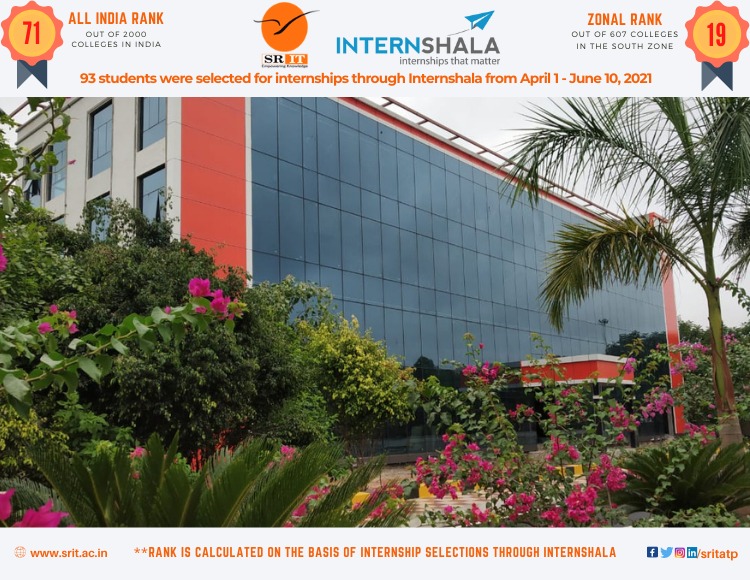 71
ALL INDIA RANK
OUT OF 2000
COLLEGES IN INDIA
SRIT
Empowering Knowledge
INTERNSHALA
internships that matter
ZONAL RANK
OUT OF 607 COLLEGES
IN THE SOUTH ZONE
19
93 students were selected for internships through Internshala from April 1 - June 10, 2021
www.srit.ac.in
**RANK IS CALCULATED ON THE BASIS OF INTERNSHIP SELECTIONS THROUGH INTERNSHALA
/sritatp